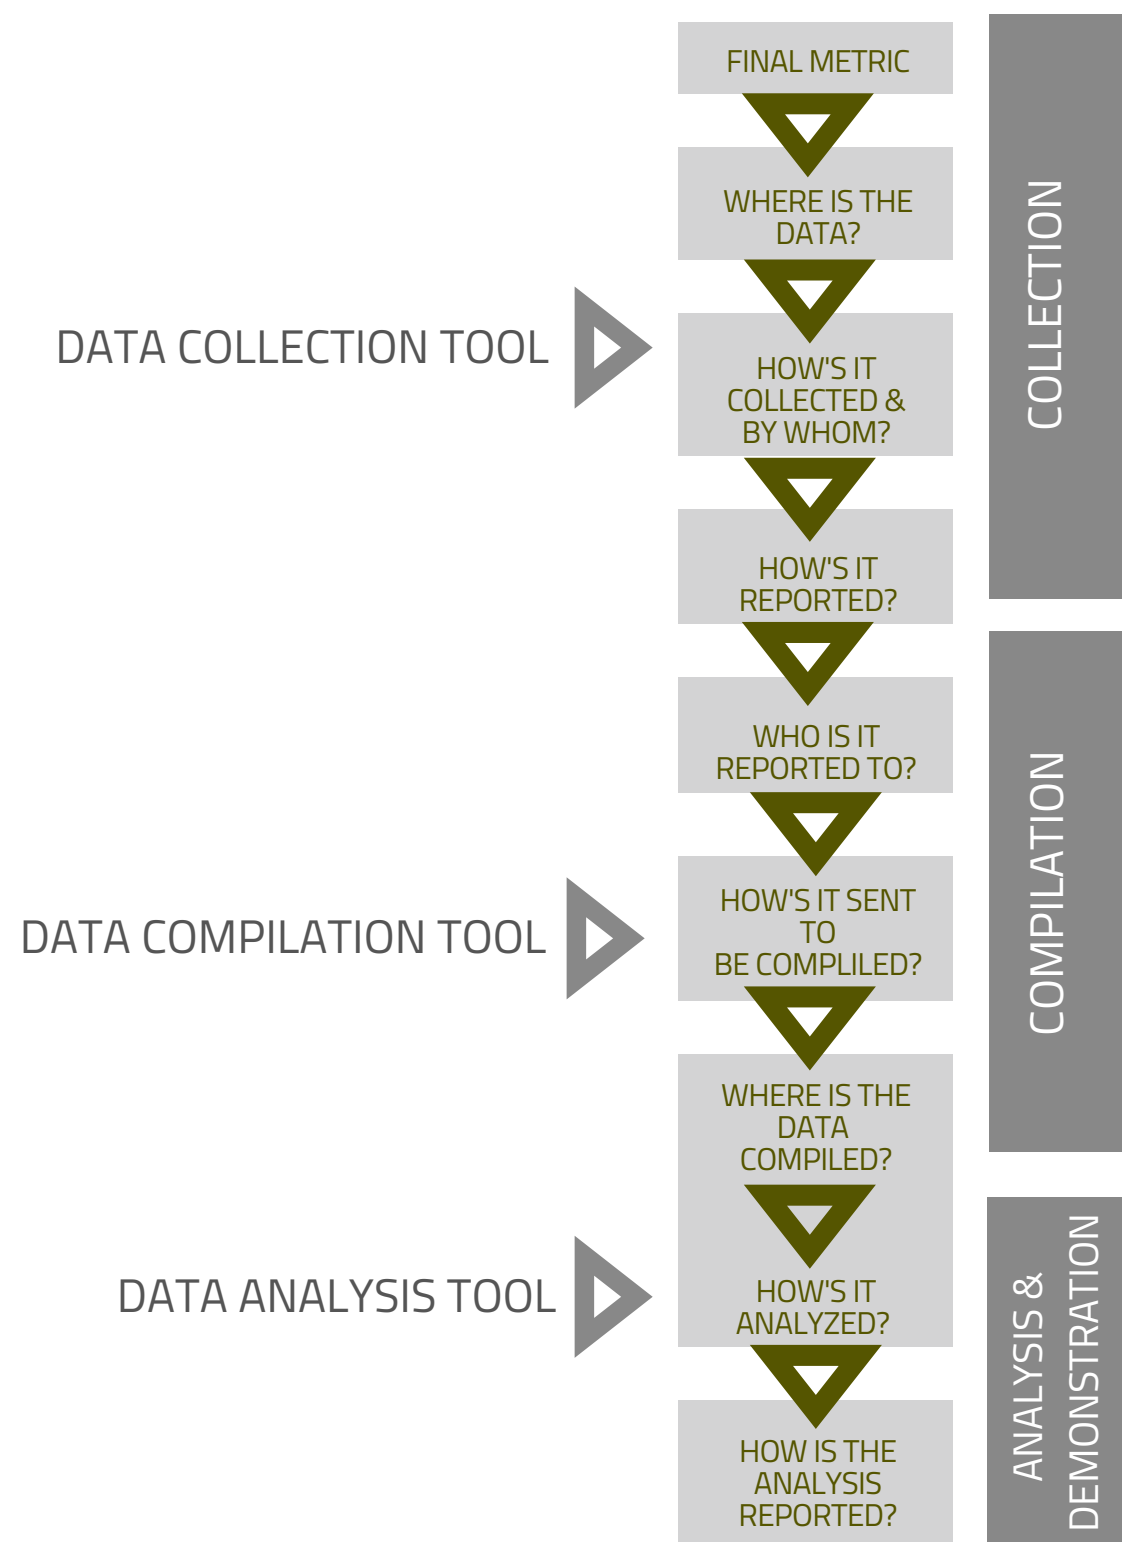 FINAL METRIC
WHERE IS THE
DATA?
DATA COLLECTION TOOL
HOW'S IT
COLLECTED &
BY WHOM?
HOW'S IT
REPORTED?
COLLECTION
WHO IS IT
REPORTED TO?
DATA COMPILATION TOOL
HOW'S IT SENT
TO
BE COMPLILED?
WHERE IS THE
DATA
COMPILED?
COMPILATION
DATA ANALYSIS TOOL
HOW'S IT
ANALYZED?
HOW IS THE
ANALYSIS
REPORTED?
ANALYSIS &
DEMONSTRATION